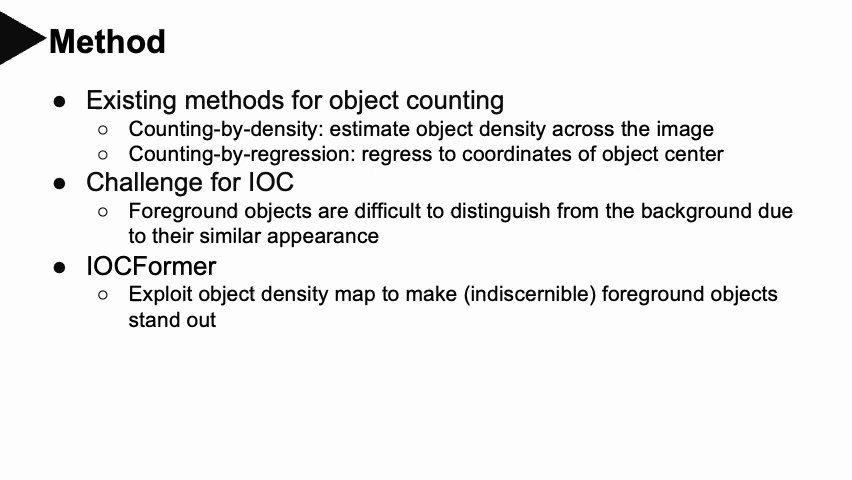 Method
● Existing methods for object counting
○ Counting-by-density: estimate object density across the image
○ Counting-by-regression: regress to coordinates of object center
● Challenge for IOC
○ Foreground objects are difficult to distinguish from the background due
to their similar appearance
● IOCFormer
○ Exploit object density map to make (indiscernible) foreground objects
stand out